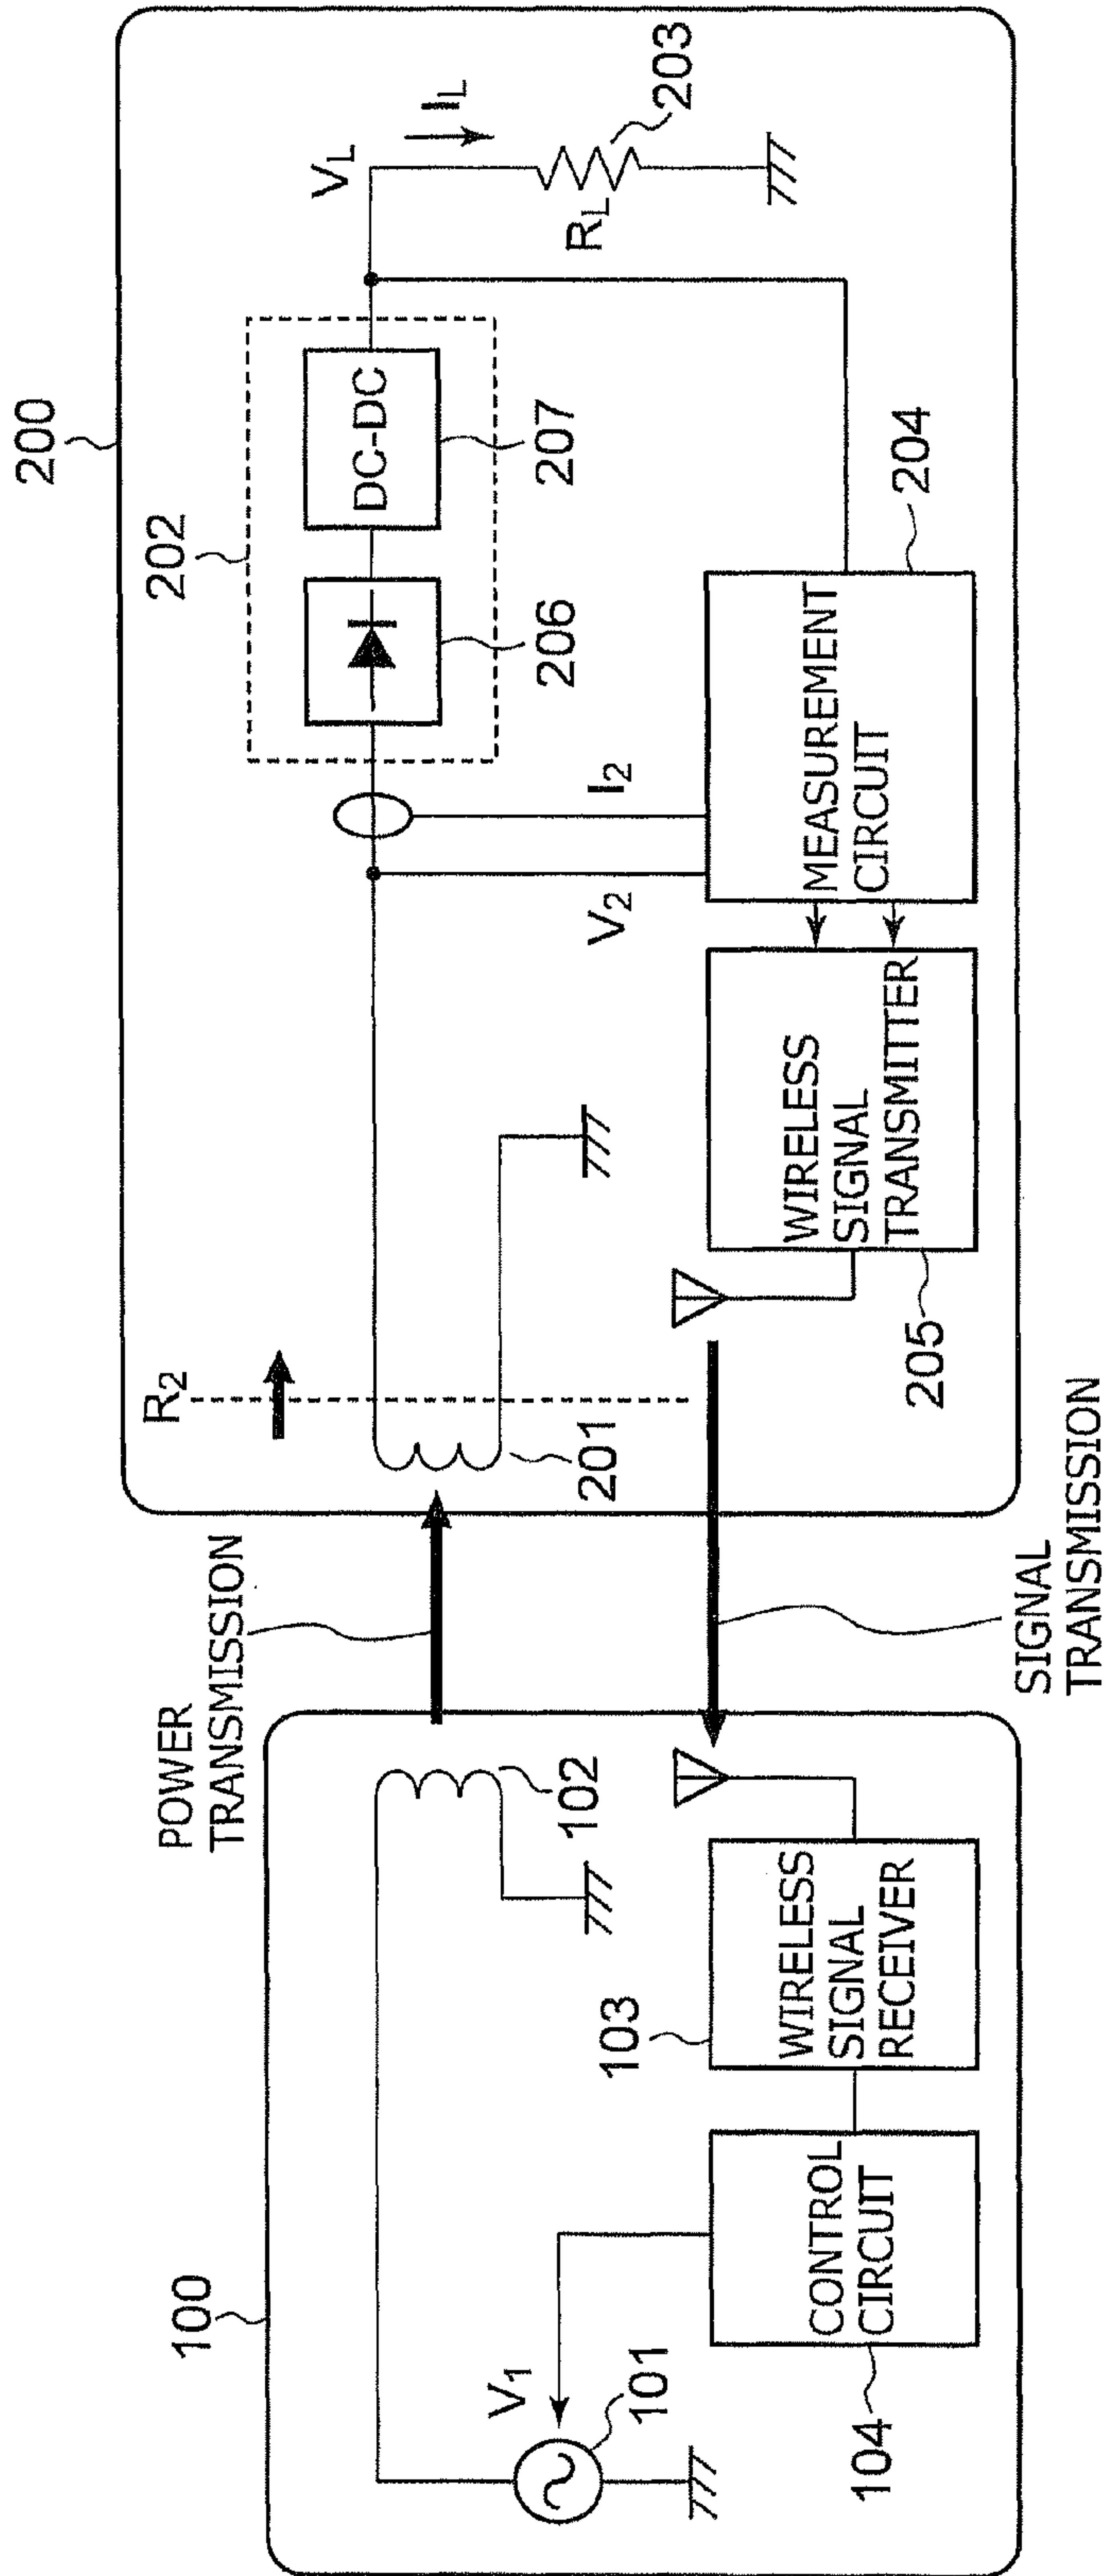 200
202
V_L
I_L
DC-DC
R_L
203
206
207
R_2
V_2
I_2
201
MEASUREMENT
CIRCUIT
204
WIRELESS
SIGNAL
TRANSMITTER
205
POWER
TRANSMISSION
SIGNAL
TRANSMISSION
100
V_1
101
102
103
WIRELESS
SIGNAL
RECEIVER
CONTROL
CIRCUIT
104